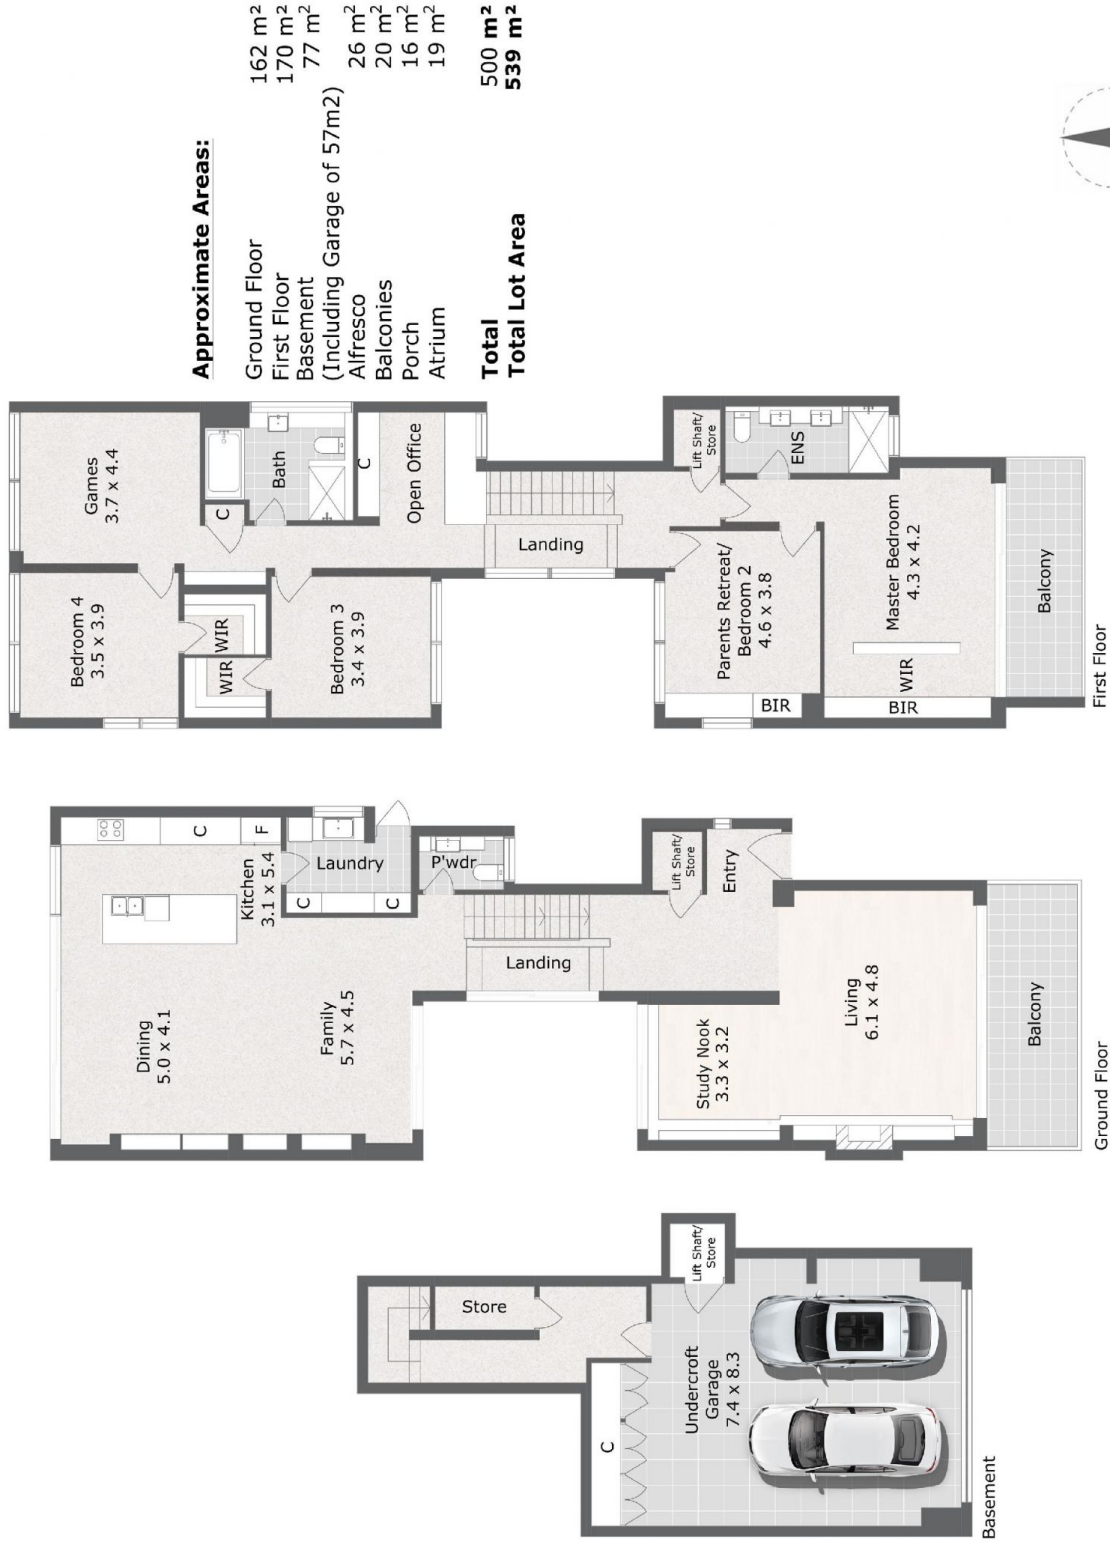 Approximate Areas:
Ground Floor 162 m²
First Floor 170 m²
Basement 77 m²
(Including Garage of 57m2)
Alfresco 26 m²
Balconies 20 m²
Porch 16 m²
Atrium 19 m²
Total 500 m²
Total Lot Area 539 m²
Games
3.7 x 4.4
Bedroom 4
3.5 x 3.9
C
Bath
WIR
WIR
C
Open Office
Bedroom 3
3.4 x 3.9
Landing
Lift Shaft/
Store
ENS
Parents Retreat/
Bedroom 2
4.6 x 3.8
BIR
Master Bedroom
4.3 x 4.2
WIR
BIR
Balcony
First Floor
C
F
Kitchen
3.1 x 5.4
Laundry
C
C
P'wdr
Dining
5.0 x 4.1
Family
5.7 x 4.5
Landing
Lift Shaft/
Store
Entry
Study Nook
3.3 x 3.2
Living
6.1 x 4.8
Balcony
Ground Floor
Store
Lift Shaft/
Store
C
Undercroft
Garage
7.4 x 8.3
Basement